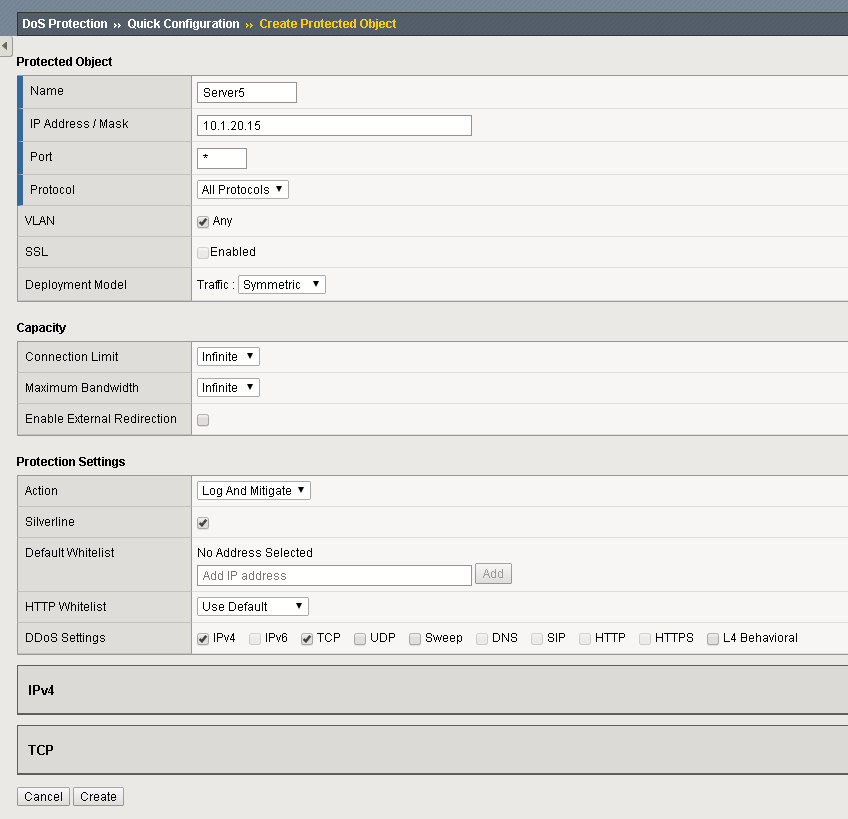 DoS Protection ›› Quick Configuration ›› Create Protected Object
Protected Object
Name Server5
IP Address / Mask 10.1.20.15
Port *
Protocol All Protocols
VLAN Any
SSL Enabled
Deployment Model Traffic : Symmetric
Capacity
Connection Limit Infinite
Maximum Bandwidth Infinite
Enable External Redirection
Protection Settings
Action Log And Mitigate
Silverline
Default Whitelist No Address Selected
Add IP address Add
HTTP Whitelist Use Default
DDoS Settings IPv4 IPv6 TCP UDP Sweep DNS SIP HTTP HTTPS L4 Behavioral
IPv4
TCP
Cancel Create